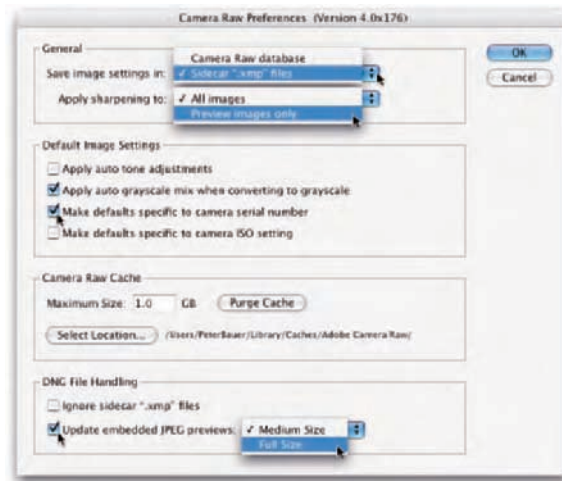 Camera Raw Preferences (Version 4.0x176)
General
Camera Raw database
Save image settings in: ✓ Sidecar ".xmp" files
Apply sharpening to: ✓ All images
Preview images only
OK
Cancel
Default Image Settings
Apply auto tone adjustments
Apply auto grayscale mix when converting to grayscale
Make defaults specific to camera serial number
Make defaults specific to camera ISO setting
Camera Raw Cache
Maximum Size: 1.0 GB Purge Cache
Select Location... /Users/PeterBauer/Library/Caches/Adobe Camera Raw/
DNG File Handling
Ignore sidecar ".xmp" files
Update embedded JPEG previews: ✓ Medium Size
Full Size